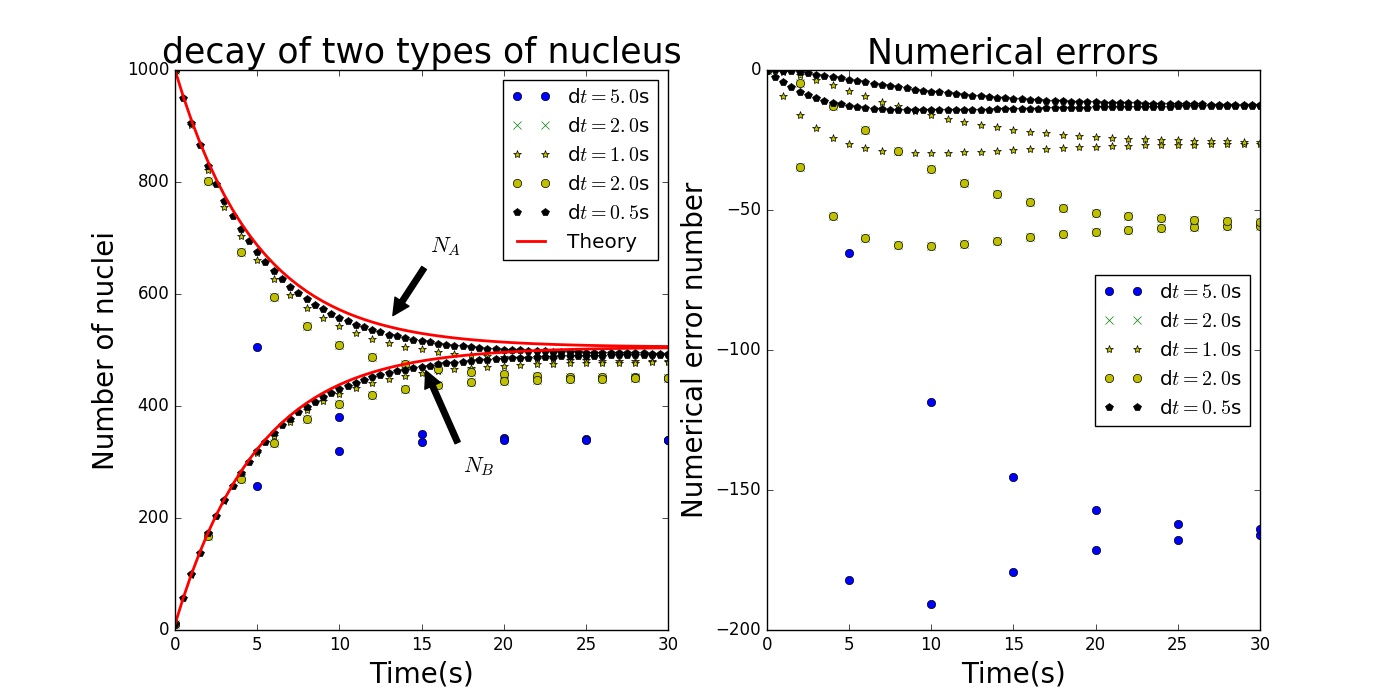 decay of two types of nucleus
Number of nuclei
1000
800
600
400
200
0
0 5 10 15 20 25 30
Time(s)
dt = 5.0s
dt = 2.0s
dt = 1.0s
dt = 2.0s
dt = 0.5s
Theory
N_A
N_B
Numerical errors
Numerical error number
0
−50
−100
−150
−200
0 5 10 15 20 25 30
Time(s)
dt = 5.0s
dt = 2.0s
dt = 1.0s
dt = 2.0s
dt = 0.5s